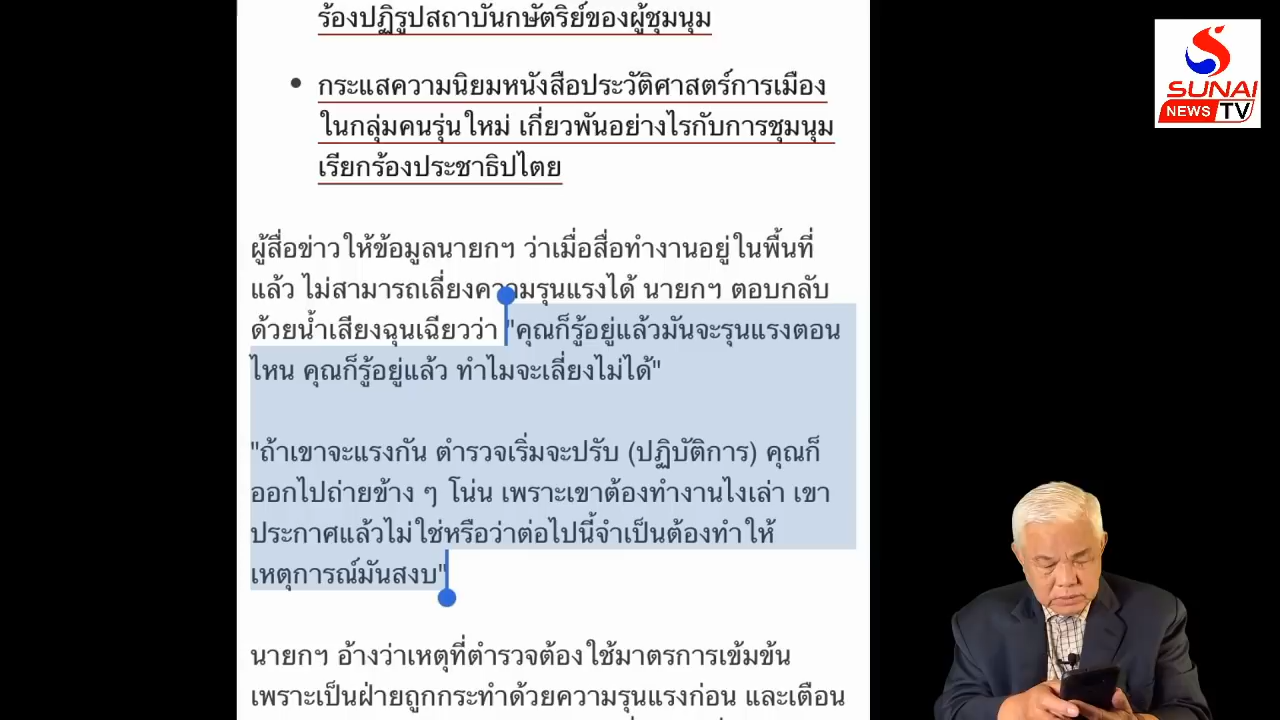 ร้องปฏิรูปสถาบันกษัตริย์ของผู้ชุมนุม
SUNAI
NEWS TV
• กระแสความนิยมหนังสือประวัติศาสตร์การเมือง
ในกลุ่มคนรุ่นใหม่ เกี่ยวพันอย่างไรกับการชุมนุม
เรียกร้องประชาธิปไตย
ผู้สื่อข่าวให้ข้อมูลนายกฯ ว่าเมื่อสื่อทำงานอยู่ในพื้นที่
แล้ว ไม่สามารถเลี่ยงความรุนแรงได้ นายกฯ ตอบกลับ
ด้วยน้ำเสียงฉุนเฉียวว่า "คุณก็รู้อยู่แล้วมันจะรุนแรงตอน
ไหน คุณก็รู้อยู่แล้ว ทำไมจะเลี่ยงไม่ได้"
"ถ้าเขาจะแรงกัน ตำรวจเริ่มจะปรับ (ปฏิบัติการ) คุณก็
ออกไปถ่ายข้าง ๆ โน่น เพราะเขาต้องทำงานไงเล่า เขา
ประกาศแล้วไม่ใช่หรือว่าต่อไปนี้จำเป็นต้องทำให้
เหตุการณ์มันสงบ"
นายกฯ อ้างว่าเหตุที่ตำรวจต้องใช้มาตรการเข้มข้น
เพราะเป็นฝ่ายถูกกระทำด้วยความรุนแรงก่อน และเตือน